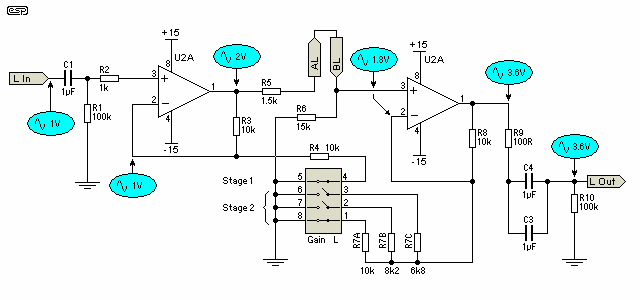 esp
+15
+15
L In
C1
1µF
R2
1k
R1
100k
1V
1V
U2A
8
3
2
1
4
-15
2V
R3
10k
R5
1.5k
AL
BL
R6
15k
R4 10k
1.8V
U2A
8
3
2
1
4
-15
3.6V
R8
10k
R9
100R
C4
1µF
C3
1µF
3.6V
L Out
R10
100k
Stage 1
Stage 2
5
6
7
8
4
3
2
1
Gain L
R7A
R7B
R7C
10k
8k2
6k8